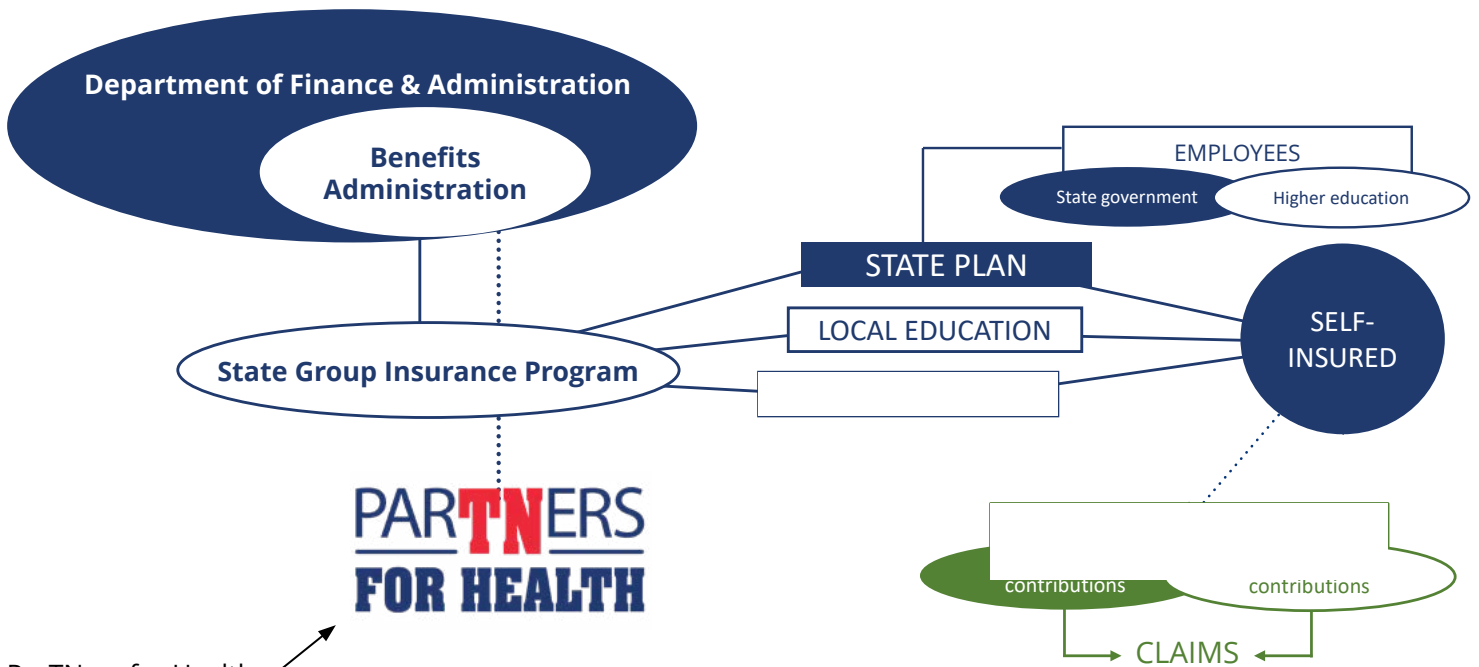 Department of Finance & Administration
Benefits
Administration
EMPLOYEES
State government
Higher education
STATE PLAN
LOCAL EDUCATION
SELF-
INSURED
State Group Insurance Program
PARTNERS
FOR HEALTH
contributions
contributions
CLAIMS